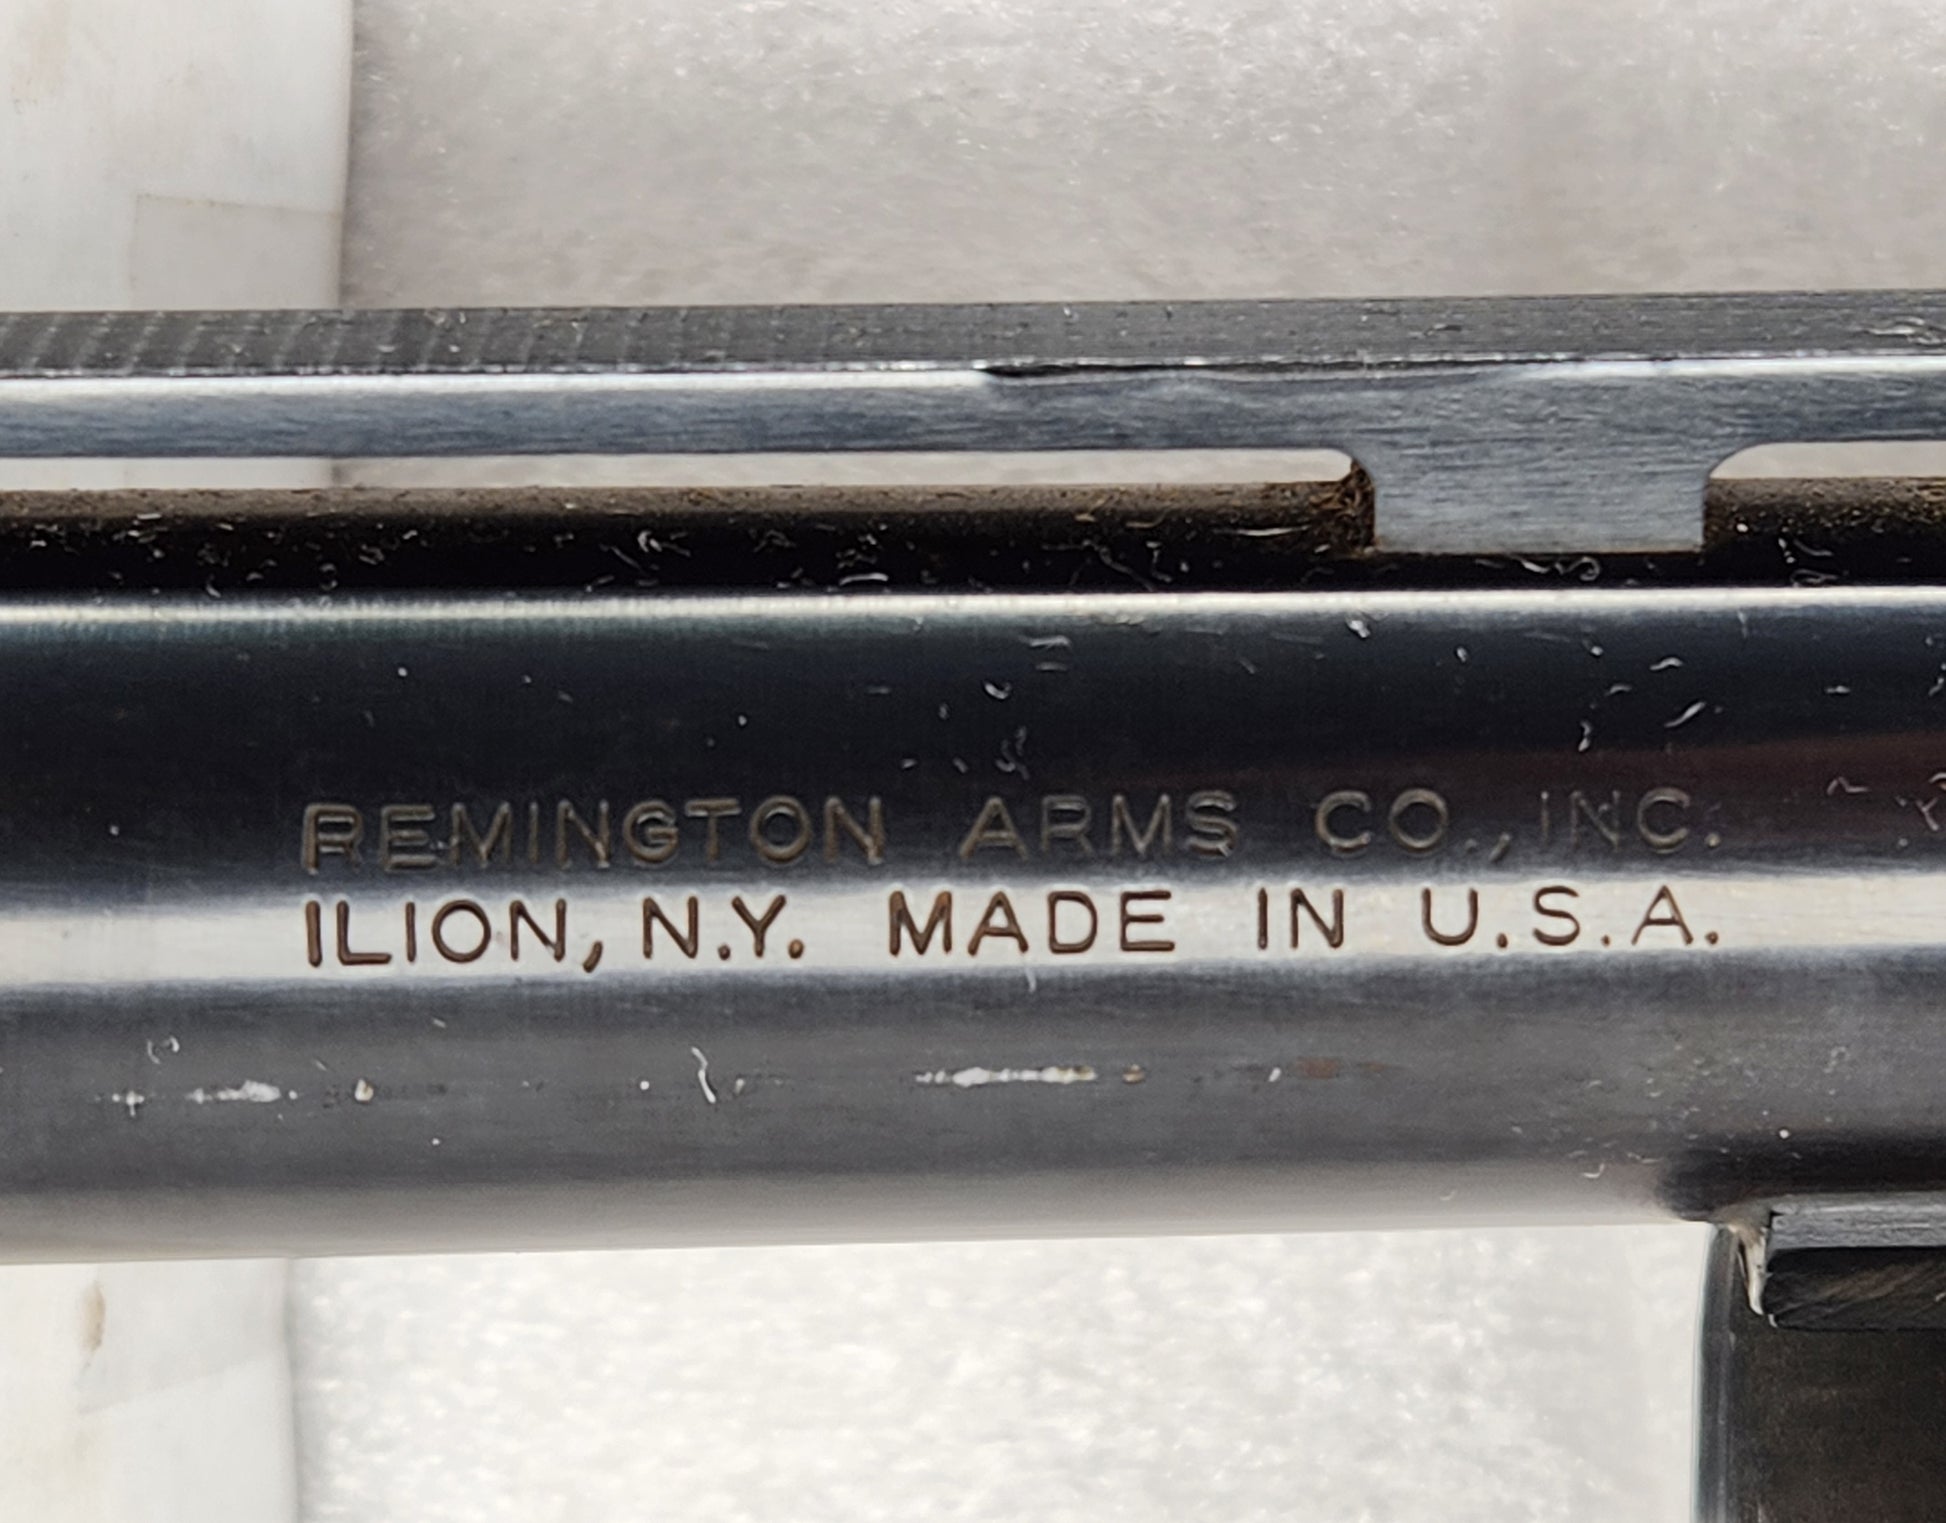 REMINGTON ARMS CO., INC.
ILION, N.Y. MADE IN U.S.A.